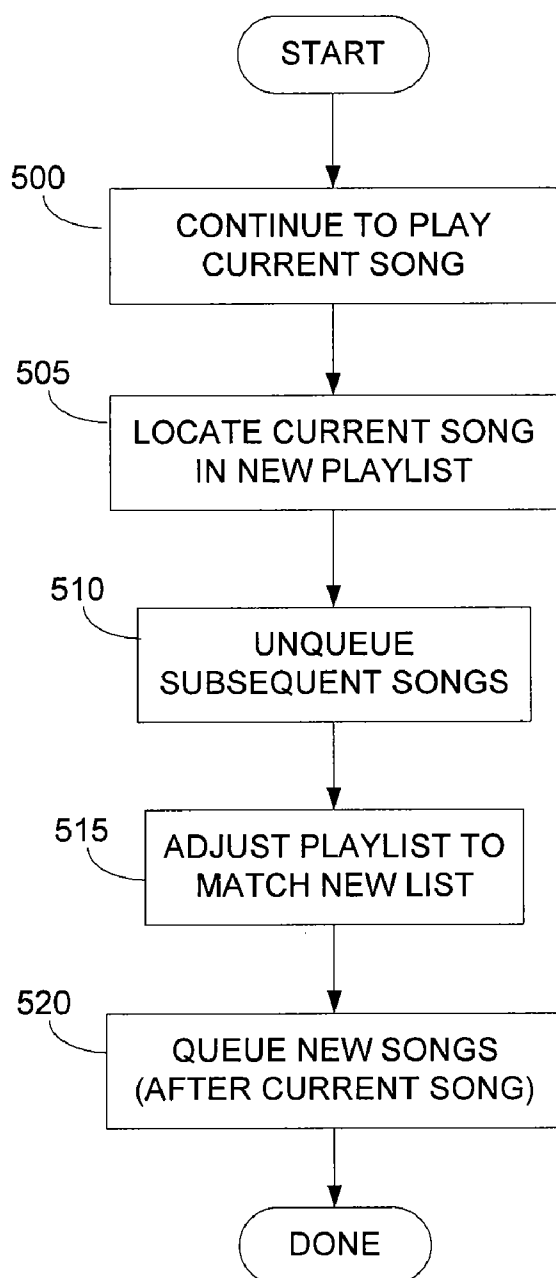 START
500
CONTINUE TO PLAY
CURRENT SONG
505
LOCATE CURRENT SONG
IN NEW PLAYLIST
510
UNQUEUE
SUBSEQUENT SONGS
515
ADJUST PLAYLIST TO
MATCH NEW LIST
520
QUEUE NEW SONGS
(AFTER CURRENT SONG)
DONE